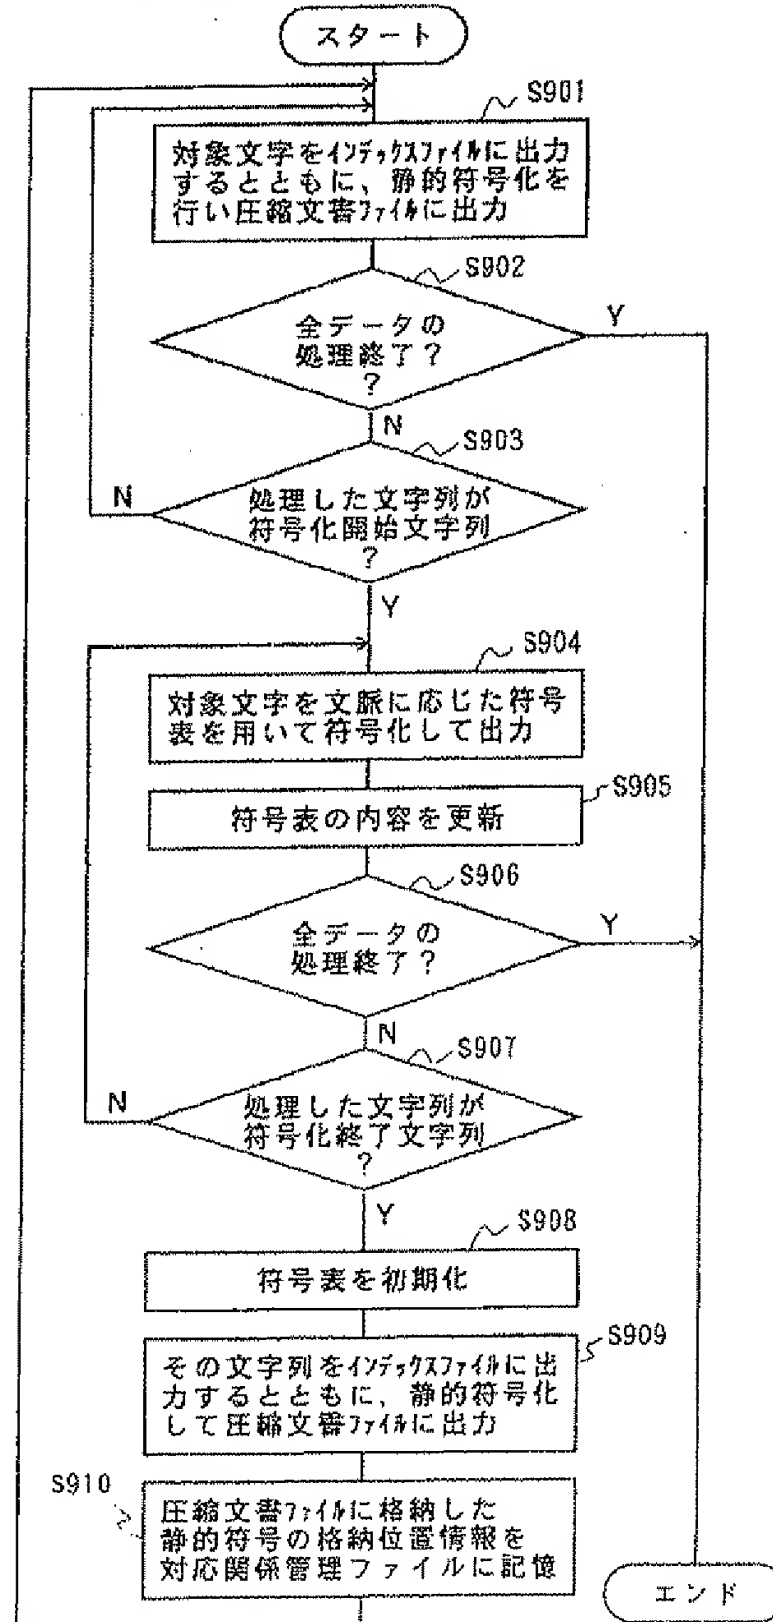 スタート
S901
対象文字をインデックスファイルに出力
するとともに、静的符号化を
行い圧縮文書ファイルに出力
S902
全データの
処理終了?
?
Y
N
S903
処理した文字列が
符号化開始文字列
?
N
Y
S904
対象文字を文脈に応じた符号
表を用いて符号化して出力
S905
符号表の内容を更新
S906
全データの
処理終了?
Y
N
S907
処理した文字列が
符号化終了文字列
?
N
Y
S908
符号表を初期化
S909
その文字列をインデックスファイルに出
力するとともに、静的符号化
して圧縮文書ファイルに出力
S910
圧縮文書ファイルに格納した
静的符号の格納位置情報を
対応関係管理ファイルに記憶
エンド